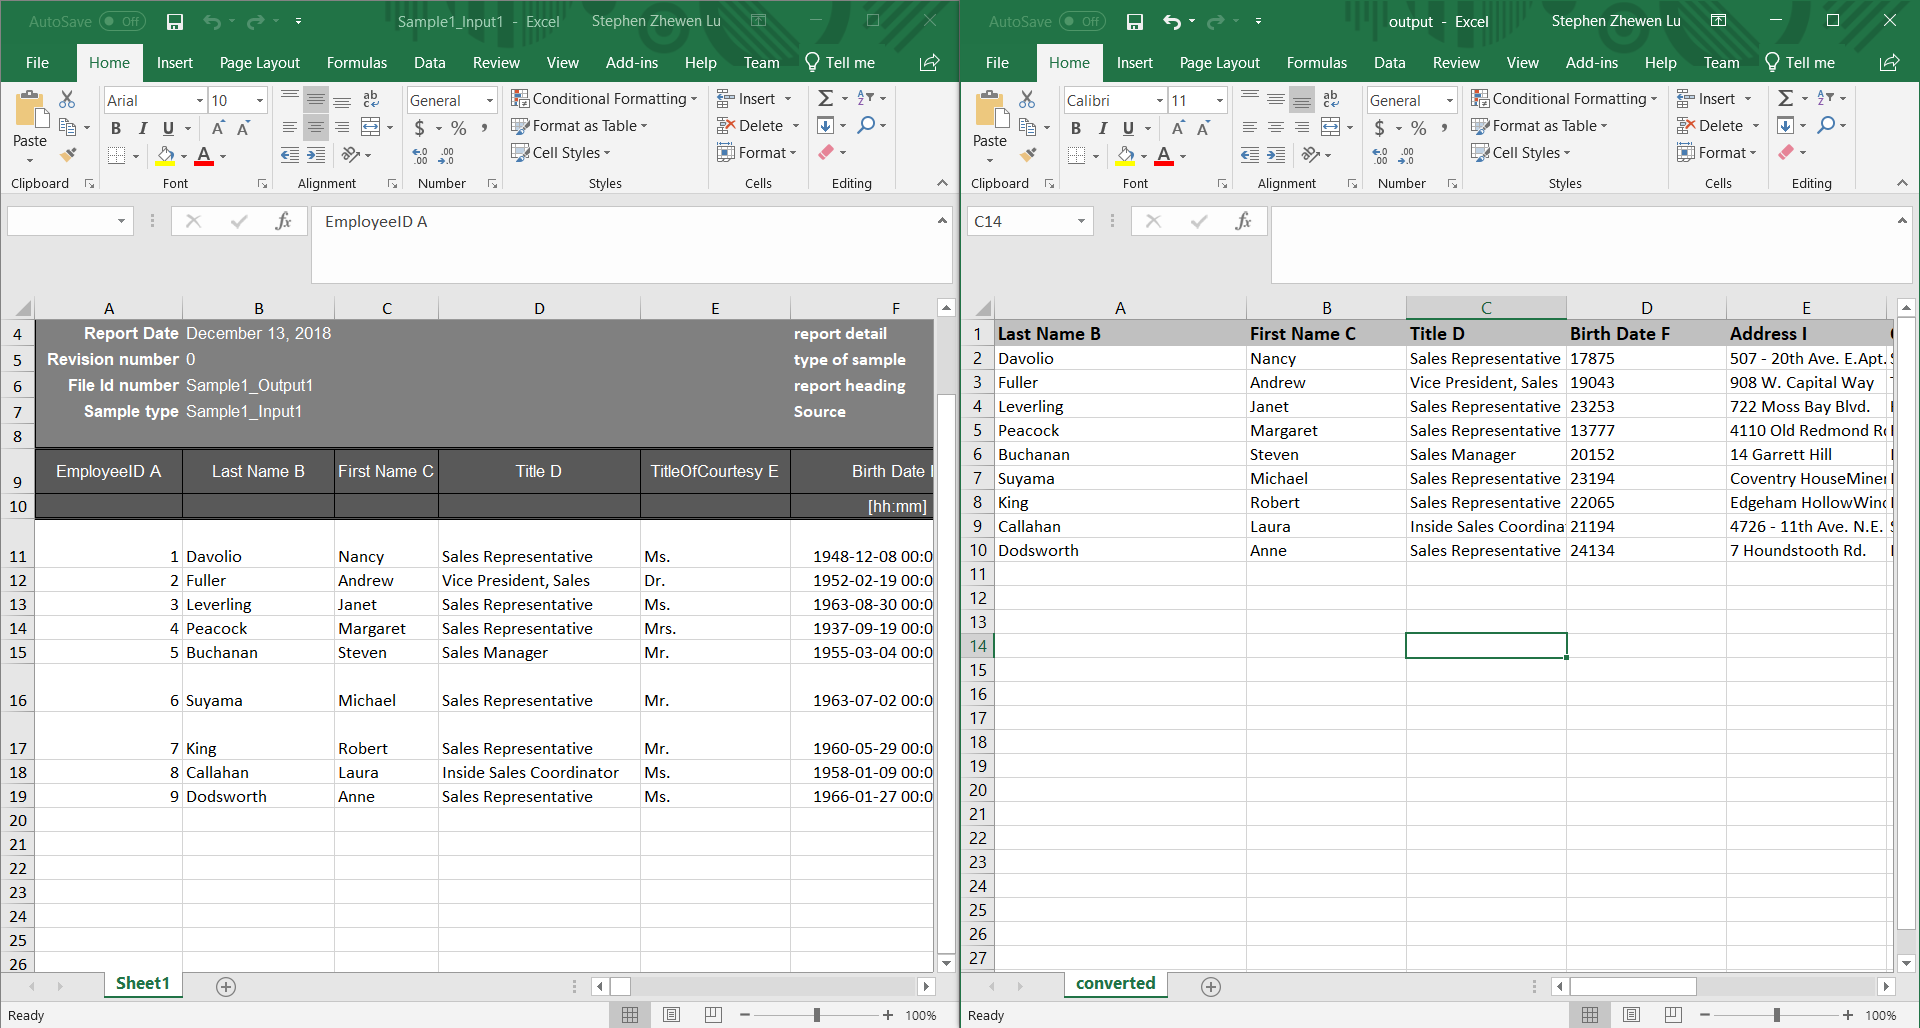 AutoSave Off Sample1_Input1 - Excel Stephen Zhewen Lu
File Home Insert Page Layout Formulas Data Review View Add-ins Help Team Tell me
Paste
Arial 10
B I U A A A
ab
General
$ % ,
Conditional Formatting
Format as Table
Cell Styles
Insert
Delete
Format
Clipboard Font Alignment Number Styles Cells Editing
fx EmployeeID A
A B C D E F
4 Report Date December 13, 2018 report detail
5 Revision number 0 type of sample
6 File Id number Sample1_Output1 report heading
7 Sample type Sample1_Input1 Source
8
9 EmployeeID A Last Name B First Name C Title D TitleOfCourtesy E Birth Date
10 [hh:mm]
11 1 Davolio Nancy Sales Representative Ms. 1948-12-08 00:0
12 2 Fuller Andrew Vice President, Sales Dr. 1952-02-19 00:0
13 3 Leverling Janet Sales Representative Ms. 1963-08-30 00:0
14 4 Peacock Margaret Sales Representative Mrs. 1937-09-19 00:0
15 5 Buchanan Steven Sales Manager Mr. 1955-03-04 00:0
16 6 Suyama Michael Sales Representative Mr. 1963-07-02 00:0
17 7 King Robert Sales Representative Mr. 1960-05-29 00:0
18 8 Callahan Laura Inside Sales Coordinator Ms. 1958-01-09 00:0
19 9 Dodsworth Anne Sales Representative Ms. 1966-01-27 00:0
20
21
22
23
24
25
26
Sheet1
Ready 100%
AutoSave Off output - Excel Stephen Zhewen Lu
File Home Insert Page Layout Formulas Data Review View Add-ins Help Team Tell me
Paste
Calibri 11
B I U A A A
ab
General
$ % ,
Conditional Formatting
Format as Table
Cell Styles
Insert
Delete
Format
Clipboard Font Alignment Number Styles Cells Editing
C14 fx
A B C D E
1 Last Name B First Name C Title D Birth Date F Address I
2 Davolio Nancy Sales Representative 17875 507 - 20th Ave. E.Apt.
3 Fuller Andrew Vice President, Sales 19043 908 W. Capital Way
4 Leverling Janet Sales Representative 23253 722 Moss Bay Blvd.
5 Peacock Margaret Sales Representative 13777 4110 Old Redmond R
6 Buchanan Steven Sales Manager 20152 14 Garrett Hill
7 Suyama Michael Sales Representative 23194 Coventry HouseMiner
8 King Robert Sales Representative 22065 Edgeham HollowWin
9 Callahan Laura Inside Sales Coordina 21194 4726 - 11th Ave. N.E.
10 Dodsworth Anne Sales Representative 24134 7 Houndstooth Rd.
11
12
13
14
15
16
17
18
19
20
21
22
23
24
25
26
27
converted
Ready 100%